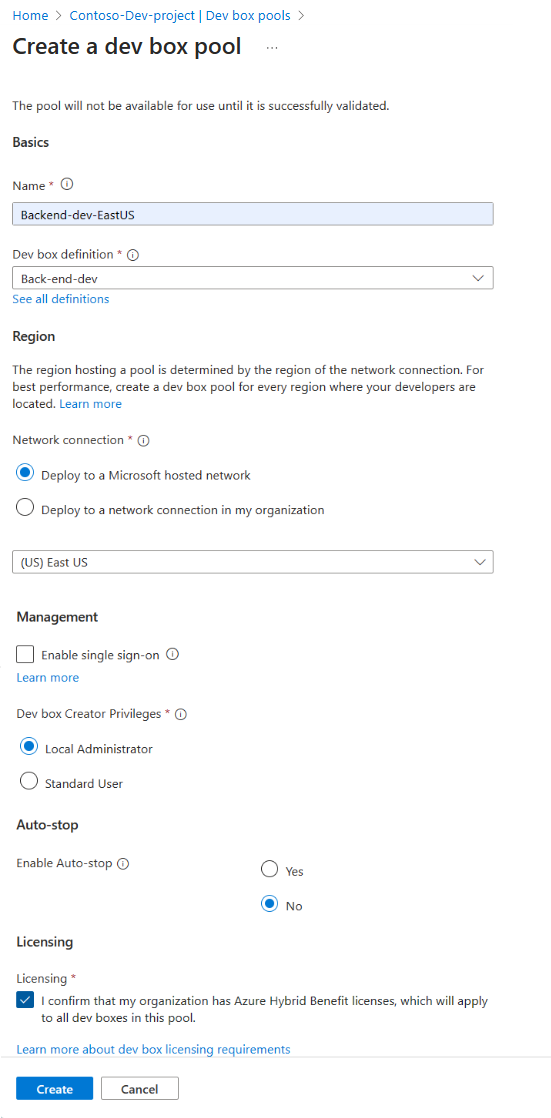 Home > Contoso-Dev-project | Dev box pools >
Create a dev box pool ...
The pool will not be available for use until it is successfully validated.
Basics
Name *
Backend-dev-EastUS
Dev box definition *
Back-end-dev
See all definitions
Region
The region hosting a pool is determined by the region of the network connection. For
best performance, create a dev box pool for every region where your developers are
located. Learn more
Network connection *
Deploy to a Microsoft hosted network
Deploy to a network connection in my organization
(US) East US
Management
Enable single sign-on
Learn more
Dev box Creator Privileges *
Local Administrator
Standard User
Auto-stop
Enable Auto-stop
Yes
No
Licensing
Licensing *
I confirm that my organization has Azure Hybrid Benefit licenses, which will apply
to all dev boxes in this pool.
Learn more about dev box licensing requirements
Create Cancel